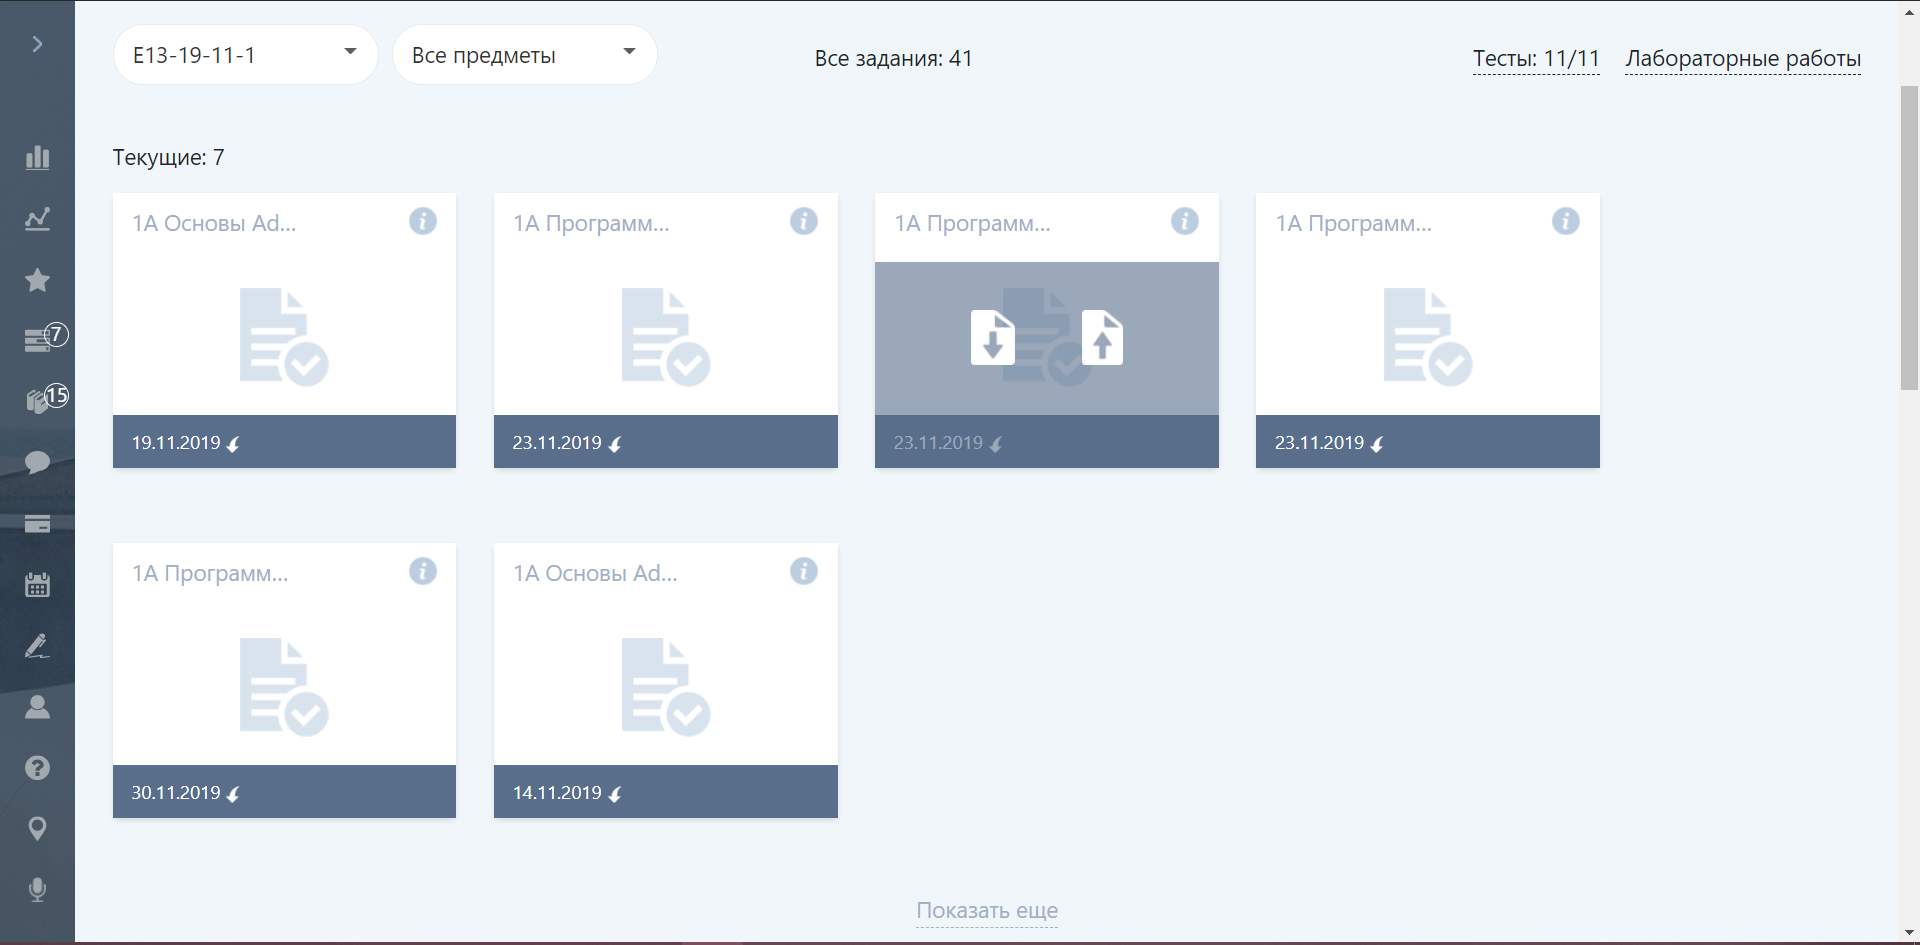 E13-19-11-1
Все предметы
Все задания: 41
Тесты: 11/11
Лабораторные работы
Текущие: 7
1А Основы Ad...
1А Программ...
1А Программ...
1А Программ...
7
15
19.11.2019
23.11.2019
23.11.2019
23.11.2019
1А Программ...
1А Основы Ad...
30.11.2019
14.11.2019
Показать еще